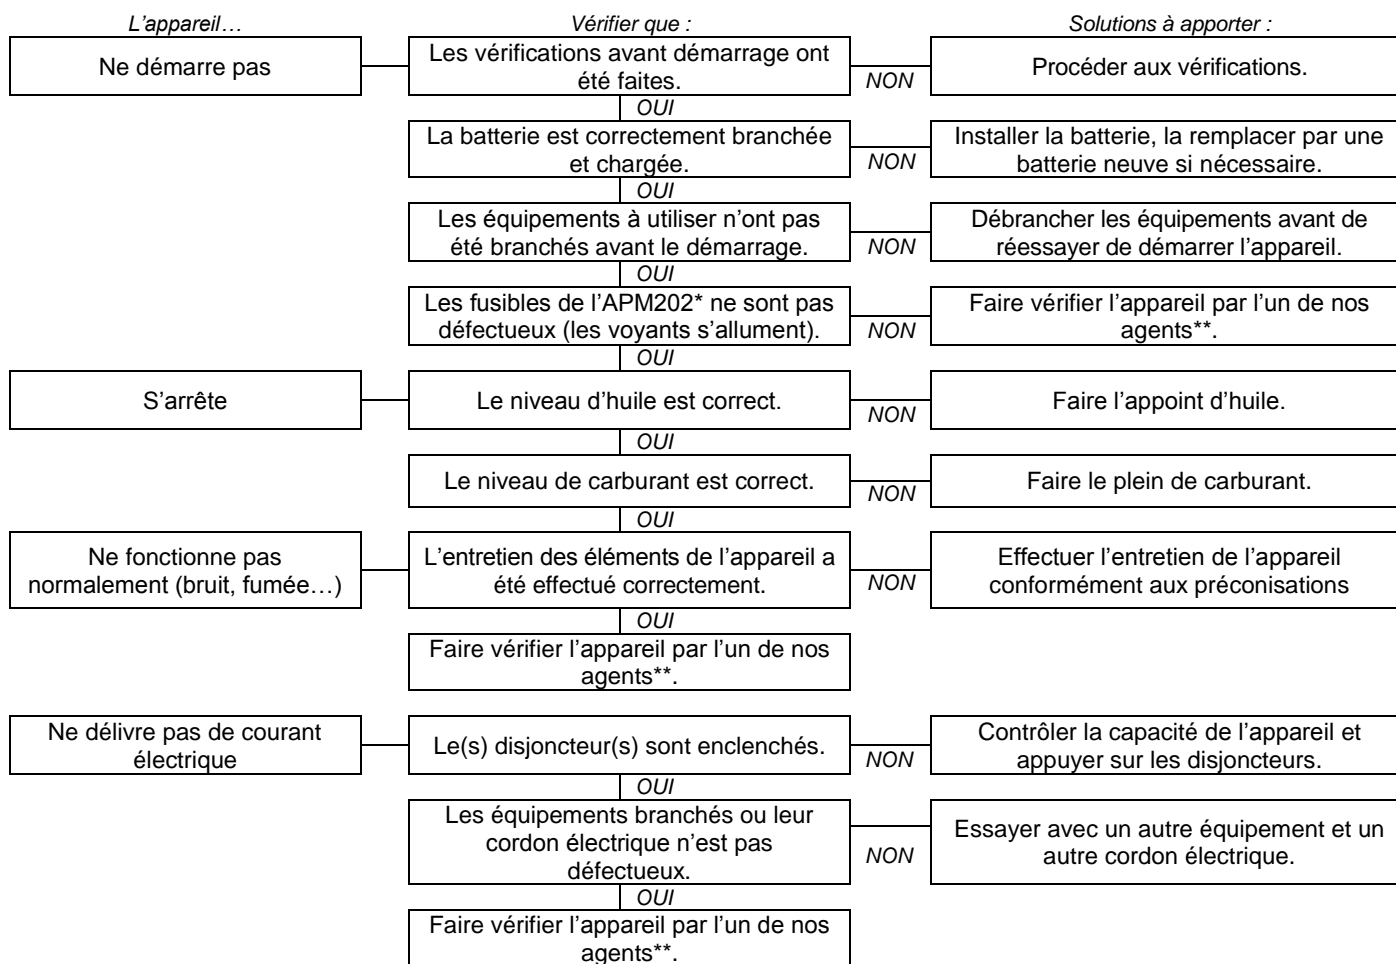 L’appareil…
Vérifier que :
Solutions à apporter :
Ne démarre pas
Les vérifications avant démarrage ont
été faites.
NON
Procéder aux vérifications.
OUI
La batterie est correctement branchée
et chargée.
NON
Installer la batterie, la remplacer par une
batterie neuve si nécessaire.
OUI
Les équipements à utiliser n’ont pas
été branchés avant le démarrage.
NON
Débrancher les équipements avant de
réessayer de démarrer l’appareil.
OUI
Les fusibles de l’APM202* ne sont pas
défectueux (les voyants s’allument).
NON
Faire vérifier l’appareil par l’un de nos
agents**.
OUI
S’arrête
Le niveau d’huile est correct.
NON
Faire l’appoint d’huile.
OUI
Le niveau de carburant est correct.
NON
Faire le plein de carburant.
OUI
Ne fonctionne pas
normalement (bruit, fumée…)
L’entretien des éléments de l’appareil a
été effectué correctement.
NON
Effectuer l’entretien de l’appareil
conformément aux préconisations
OUI
Faire vérifier l’appareil par l’un de nos
agents**.
Ne délivre pas de courant
électrique
Le(s) disjoncteur(s) sont enclenchés.
NON
Contrôler la capacité de l’appareil et
appuyer sur les disjoncteurs.
OUI
Les équipements branchés ou leur
cordon électrique n’est pas
défectueux.
NON
Essayer avec un autre équipement et un
autre cordon électrique.
OUI
Faire vérifier l’appareil par l’un de nos
agents**.